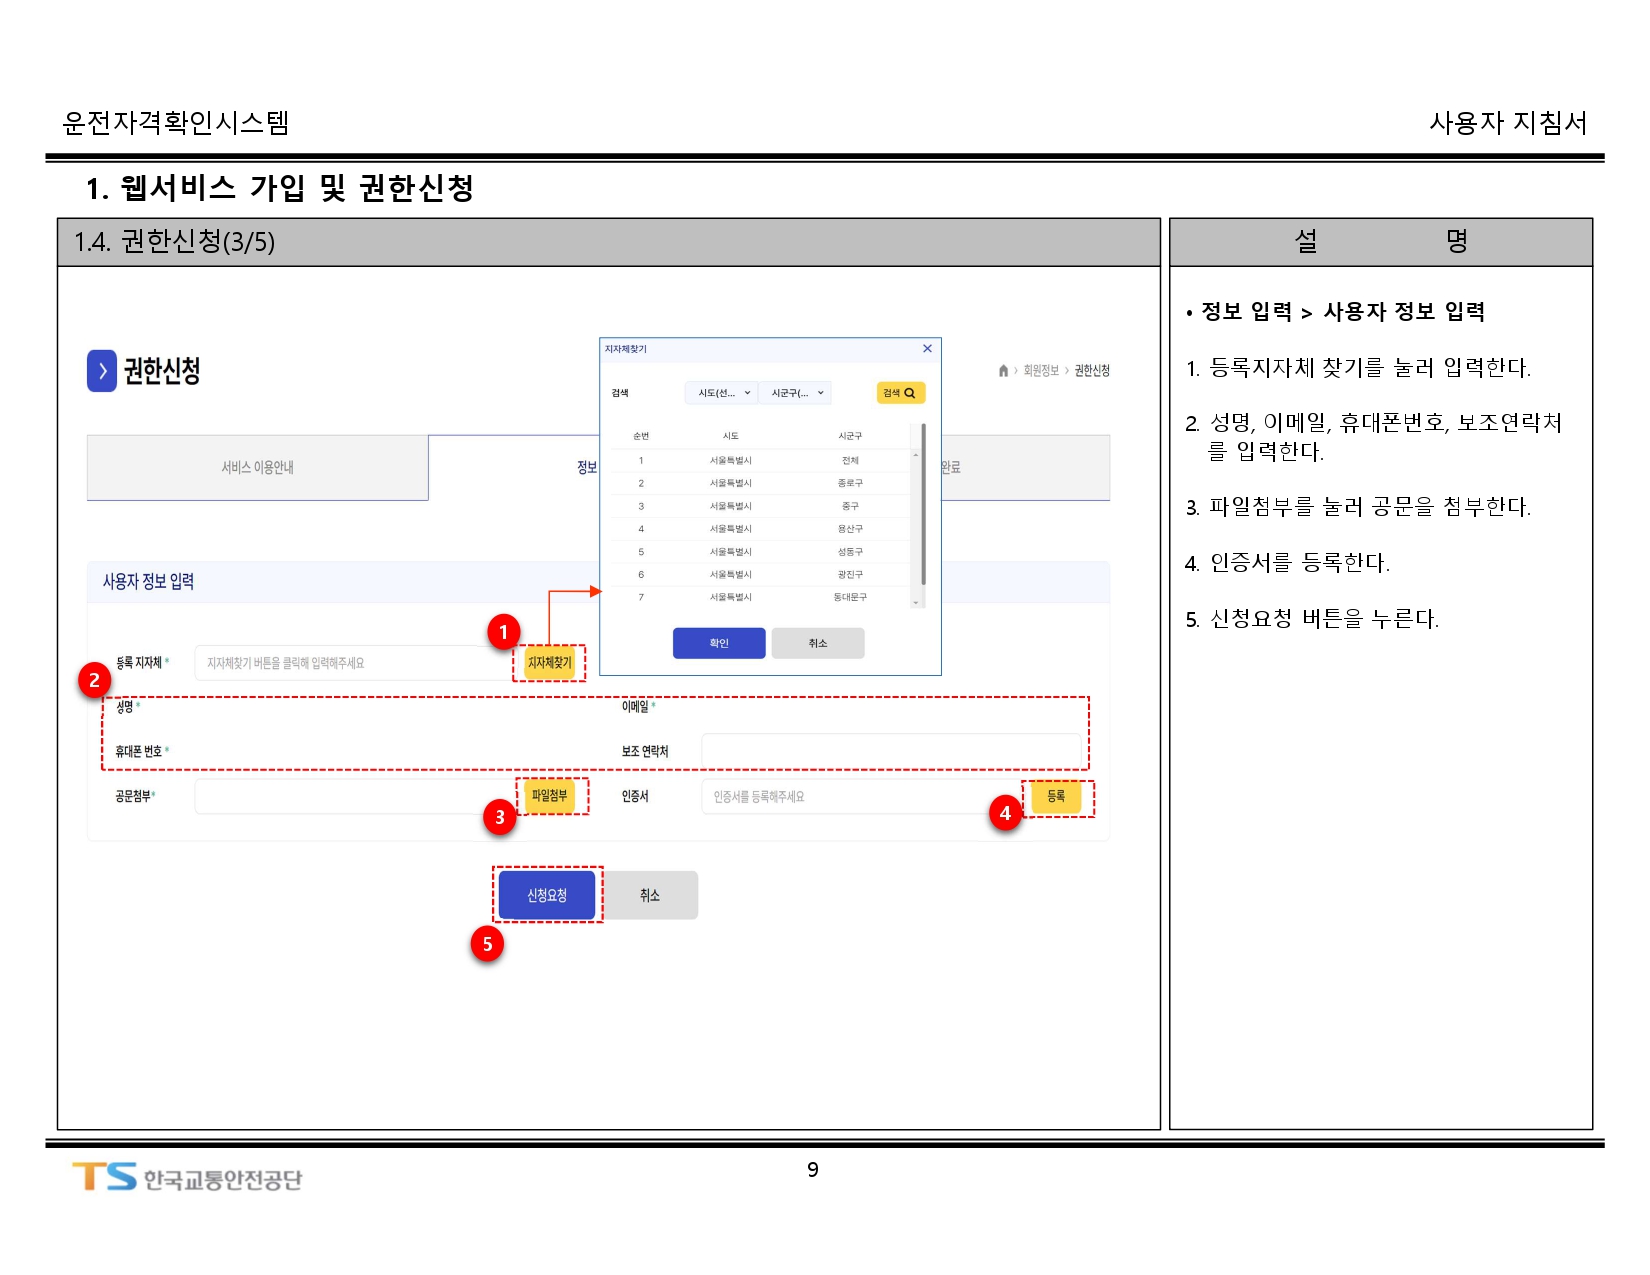 운전자격확인시스템
사용자 지침서
1. 웹서비스 가입 및 권한신청
1.4. 권한신청(3/5)
권한신청
회원정보 > 권한신청
서비스 이용안내
정보
완료
사용자 정보 입력
등록 지자체 *
지자체찾기 버튼을 클릭해 입력해주세요
지자체찾기
1
2
성명 *
이메일 *
휴대폰 번호 *
보조 연락처
공문첨부*
파일첨부
3
인증서
인증서를 등록해주세요
4
등록
신청요청
취소
5
지자체찾기
검색
시도(선...
시군구(...
검색
순번 시도 시군구
1 서울특별시 전체
2 서울특별시 종로구
3 서울특별시 중구
4 서울특별시 용산구
5 서울특별시 성동구
6 서울특별시 광진구
7 서울특별시 동대문구
확인
취소
설 명
• 정보 입력 > 사용자 정보 입력
1. 등록지자체 찾기를 눌러 입력한다.
2. 성명, 이메일, 휴대폰번호, 보조연락처
를 입력한다.
3. 파일첨부를 눌러 공문을 첨부한다.
4. 인증서를 등록한다.
5. 신청요청 버튼을 누른다.
TS 한국교통안전공단
9